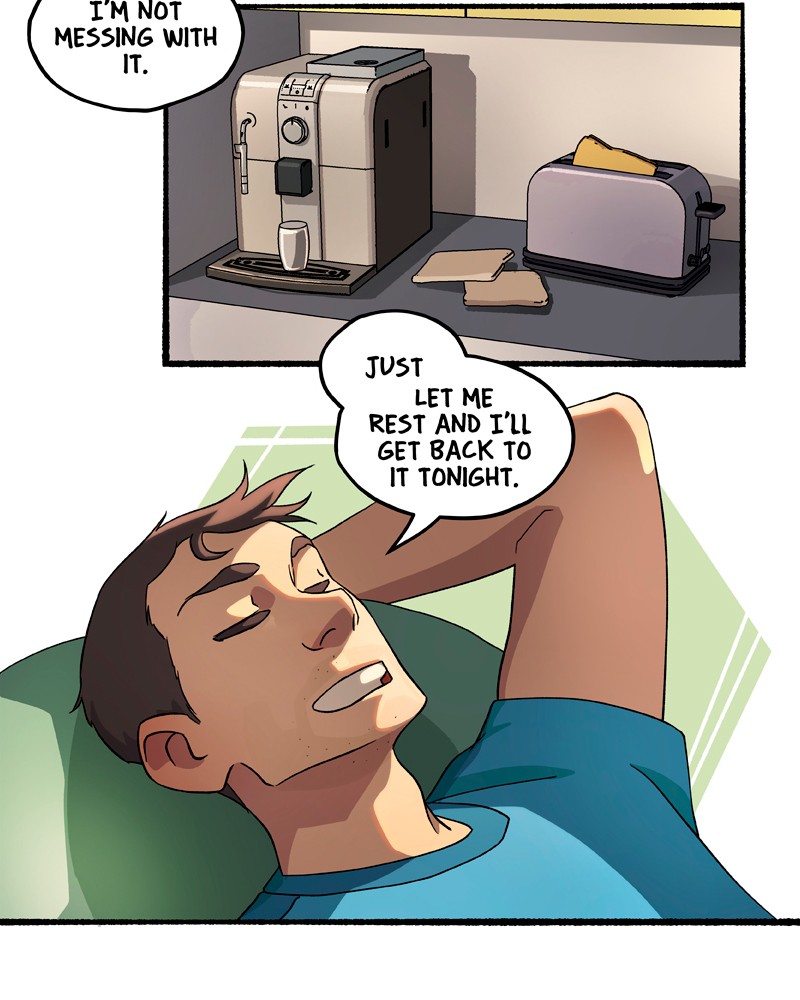 I'M NOT
MESSING WITH
IT.
JUST
LET ME
REST AND I'LL
GET BACK TO
IT TONIGHT.